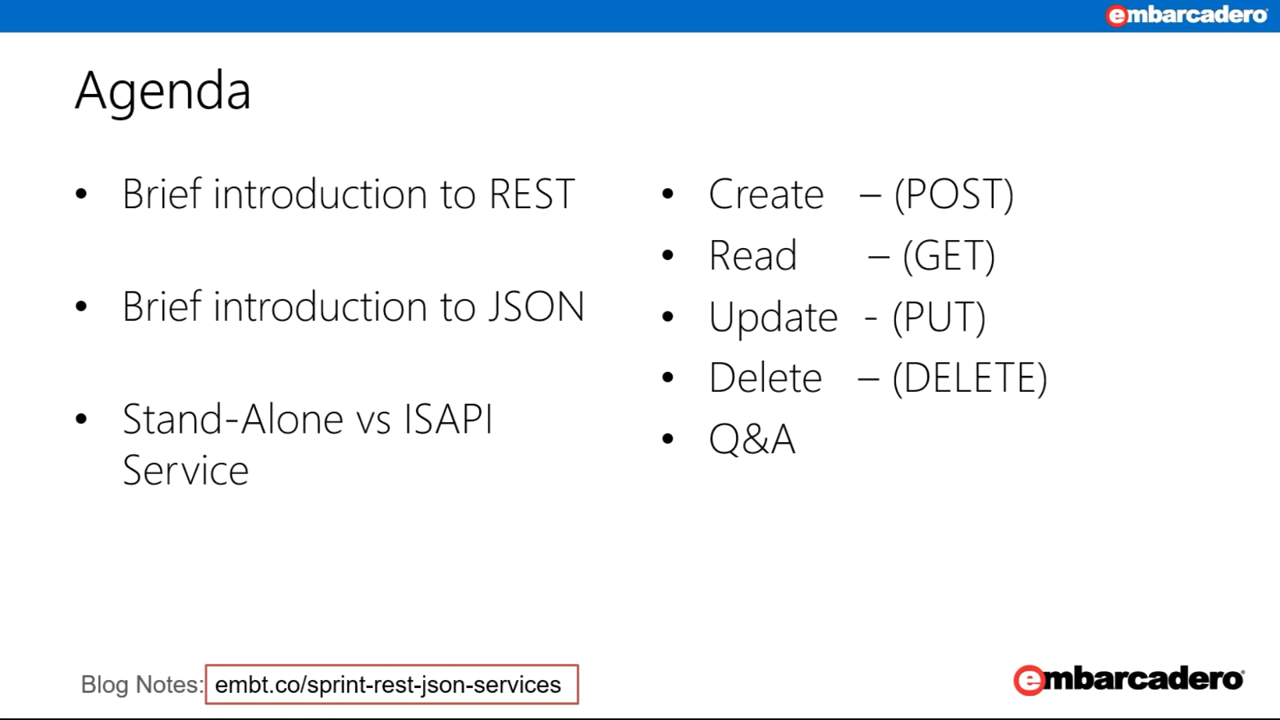 embarcadero
Agenda
• Brief introduction to REST
• Brief introduction to JSON
• Stand-Alone vs ISAPI
Service
• Create – (POST)
• Read – (GET)
• Update - (PUT)
• Delete – (DELETE)
• Q&A
Blog Notes: embt.co/sprint-rest-json-services
embarcadero